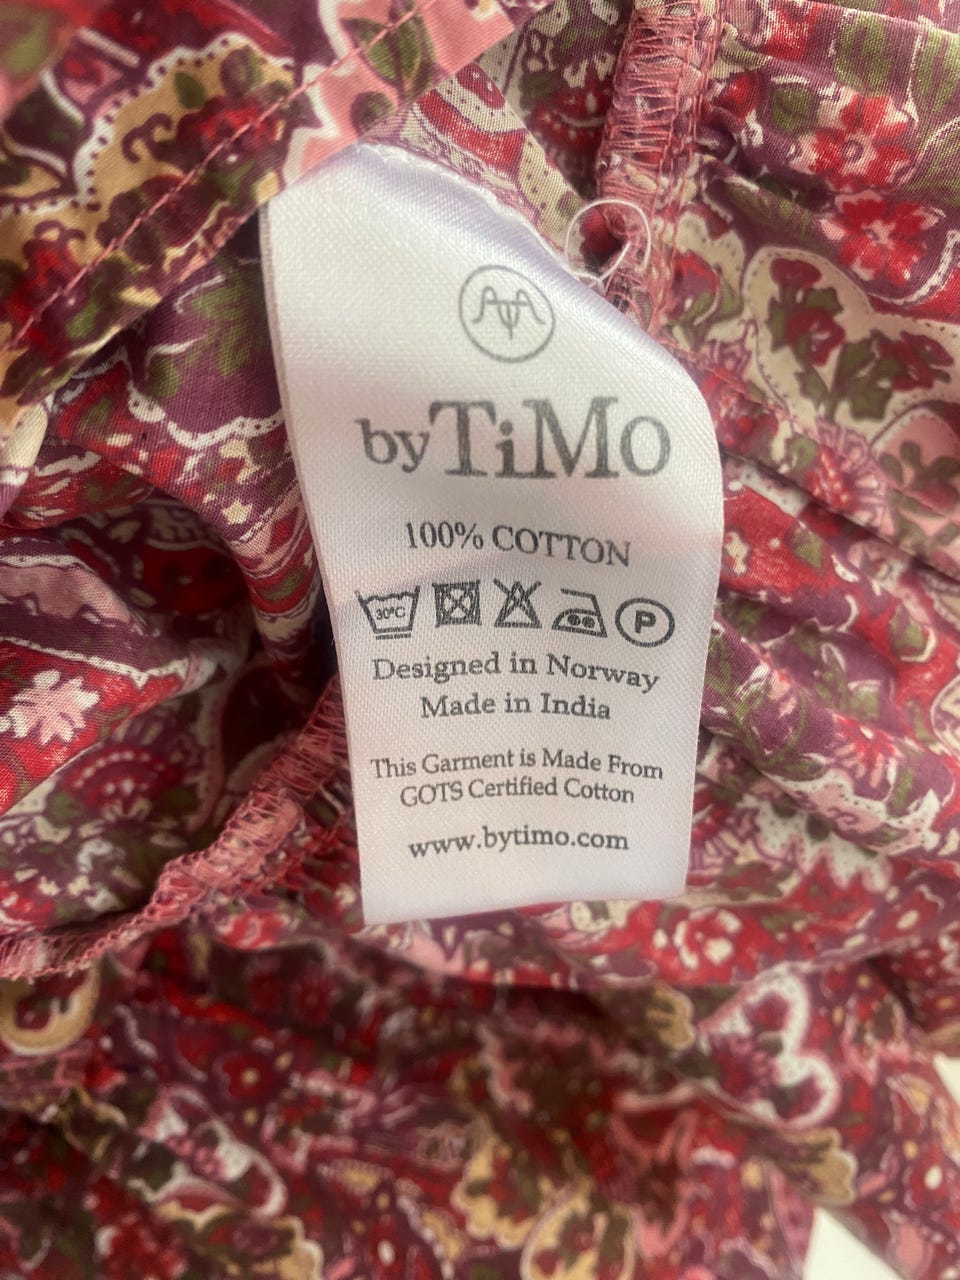 byTiMo
100% COTTON
30°C P
Designed in Norway
Made in India
This Garment is Made From
GOTS Certified Cotton
www.bytimo.com